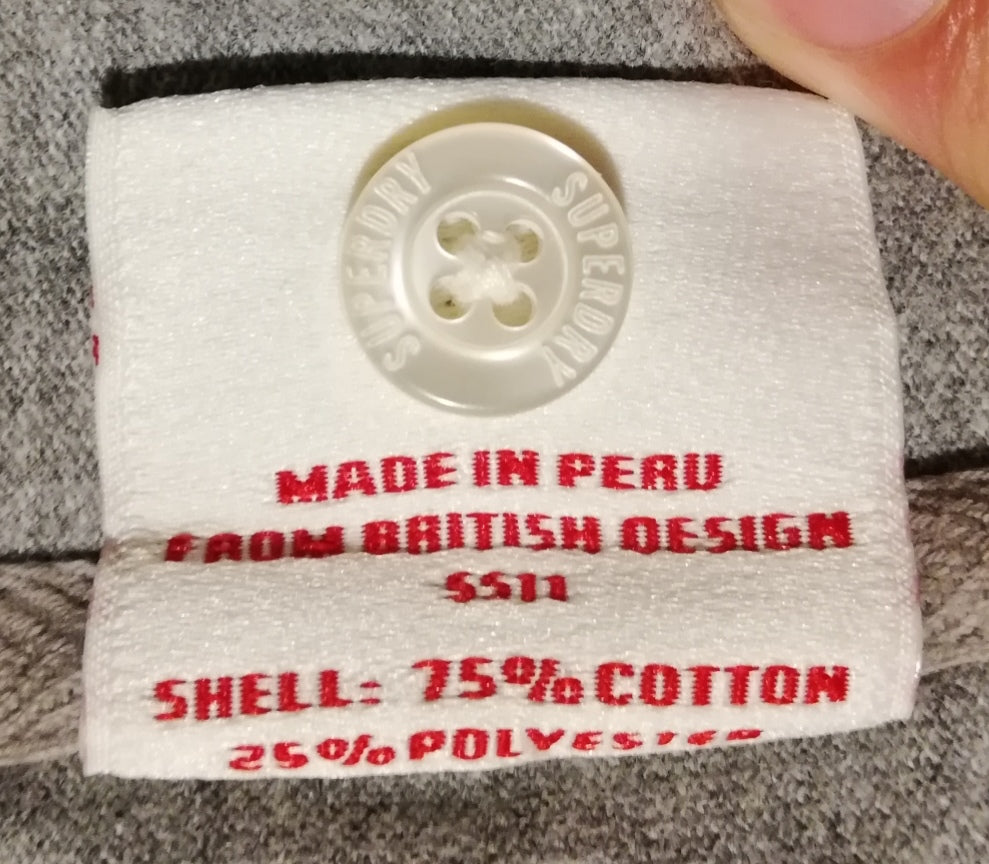 SUPERDRY SUPERDRY
MADE IN PERU
FROM BRITISH DESIGN
SS11
SHELL: 75% COTTON
25% POLYESTER